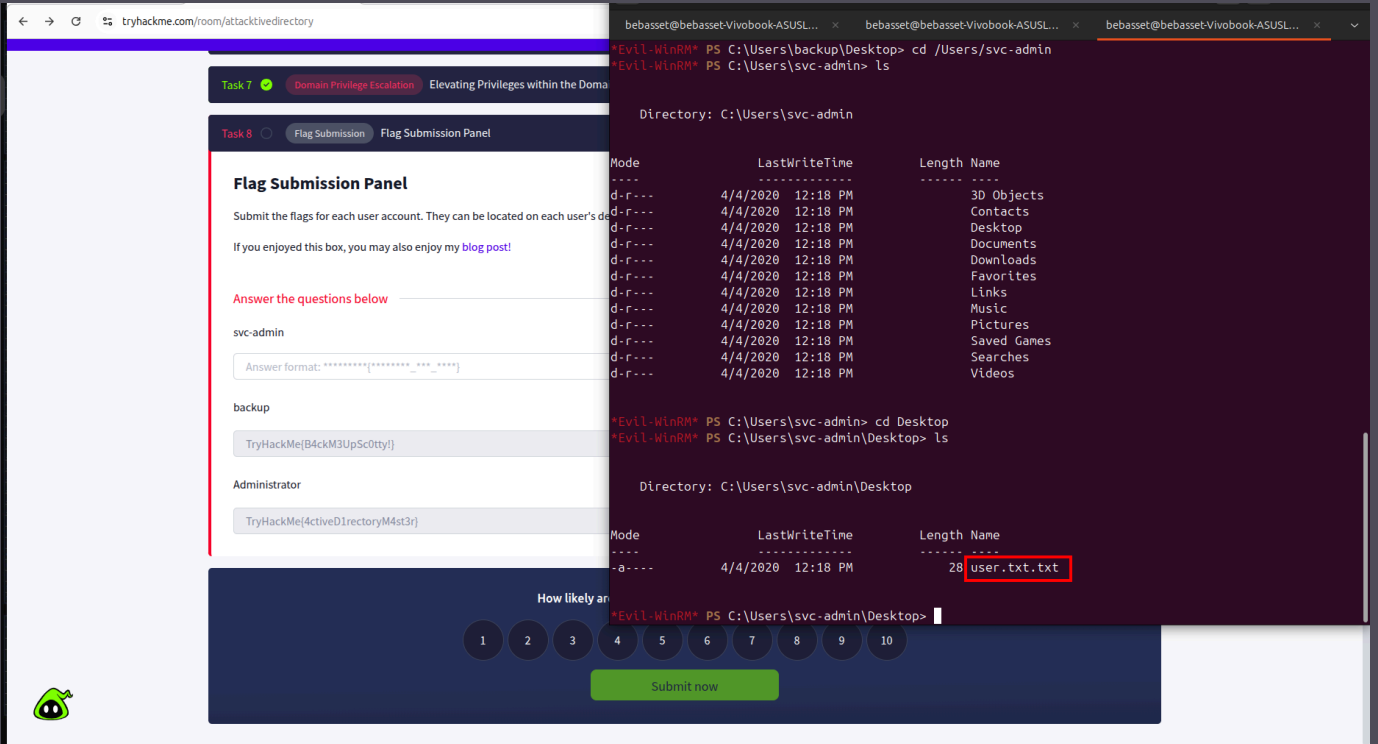 tryhackme.com/room/attacktivedirectory
Task 7 Domain Privilege Escalation Elevating Privileges within the Doma
Task 8 Flag Submission Flag Submission Panel
Flag Submission Panel
Submit the flags for each user account. They can be located on each user's de
If you enjoyed this box, you may also enjoy my blog post!
Answer the questions below
svc-admin
Answer format: *********{********_***_****}
backup
TryHackMe{B4ckM3UpSc0tty!}
Administrator
TryHackMe{4ctiveD1rectoryM4st3r}
How likely ar
1 2 3 4 5 6 7 8 9 10
Submit now
bebasset@bebasset-Vivobook-ASUSL... × bebasset@bebasset-Vivobook-ASUSL... × bebasset@bebasset-Vivobook-ASUSL... ×
*Evil-WinRM* PS C:\Users\backup\Desktop> cd /Users/svc-admin
*Evil-WinRM* PS C:\Users\svc-admin> ls
Directory: C:\Users\svc-admin
Mode LastWriteTime Length Name
---- ------------- ------ ----
d-r--- 4/4/2020 12:18 PM 3D Objects
d-r--- 4/4/2020 12:18 PM Contacts
d-r--- 4/4/2020 12:18 PM Desktop
d-r--- 4/4/2020 12:18 PM Documents
d-r--- 4/4/2020 12:18 PM Downloads
d-r--- 4/4/2020 12:18 PM Favorites
d-r--- 4/4/2020 12:18 PM Links
d-r--- 4/4/2020 12:18 PM Music
d-r--- 4/4/2020 12:18 PM Pictures
d-r--- 4/4/2020 12:18 PM Saved Games
d-r--- 4/4/2020 12:18 PM Searches
d-r--- 4/4/2020 12:18 PM Videos
*Evil-WinRM* PS C:\Users\svc-admin> cd Desktop
*Evil-WinRM* PS C:\Users\svc-admin\Desktop> ls
Directory: C:\Users\svc-admin\Desktop
Mode LastWriteTime Length Name
---- ------------- ------ ----
-a---- 4/4/2020 12:18 PM 28 user.txt.txt
*Evil-WinRM* PS C:\Users\svc-admin\Desktop>